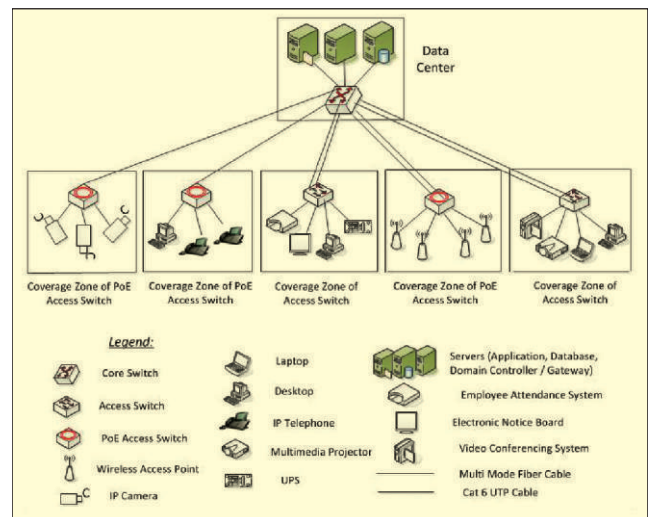 Data
Center
Coverage Zone of PoE
Access Switch
Coverage Zone of PoE
Access Switch
Coverage Zone of
Access Switch
Coverage Zone of PoE
Access Switch
Coverage Zone of
Access Switch
Legend:
Core Switch
Access Switch
PoE Access Switch
Wireless Access Point
IP Camera
Laptop
Desktop
IP Telephone
Multimedia Projector
UPS
Servers (Application, Database,
Domain Controller / Gateway)
Employee Attendance System
Electronic Notice Board
Video Conferencing System
Multi Mode Fiber Cable
Cat 6 UTP Cable